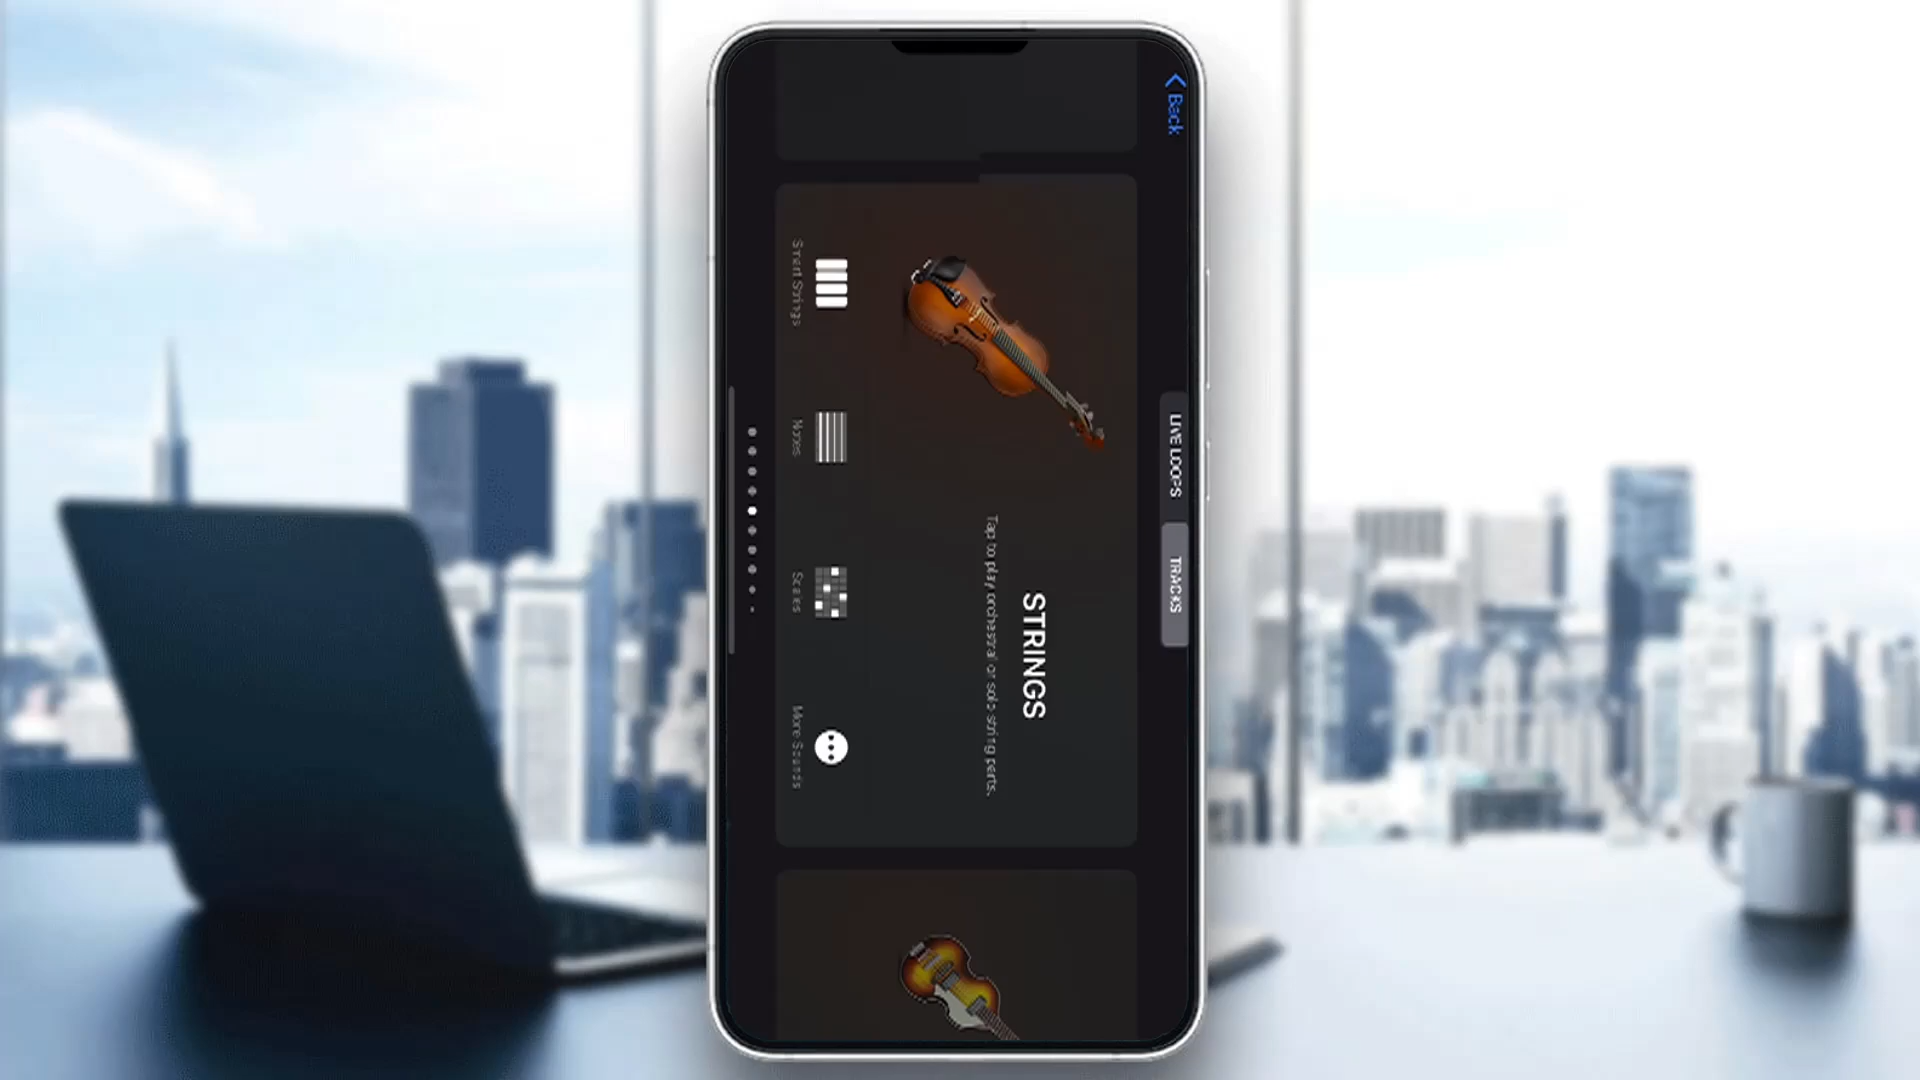 Back
LIVE LOOPS
TRACKS
STRINGS
Tap to play orchestral or solo string parts.
Smart Strings
Notes
Scales
More Sounds